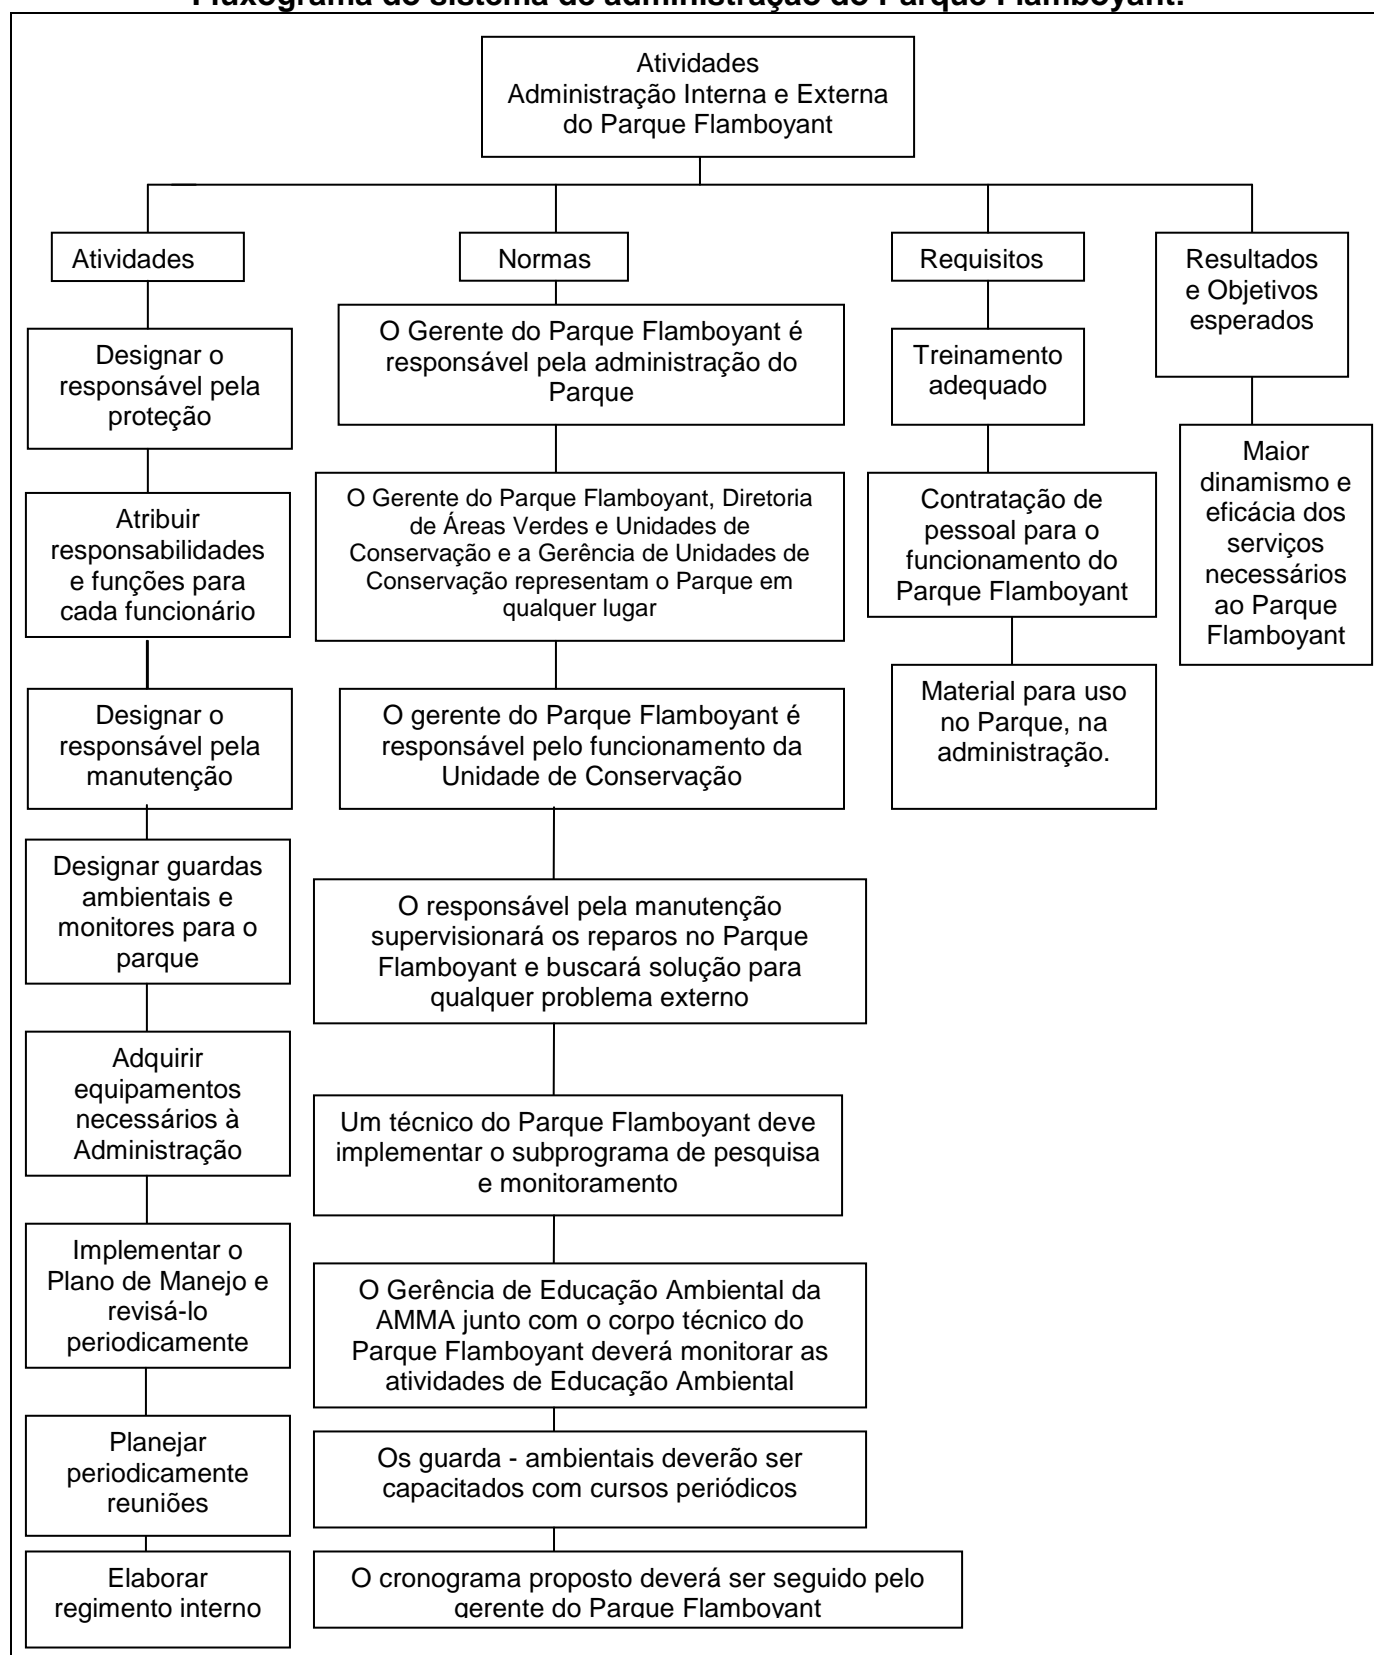 Fluxograma do sistema de administração do Parque Flamboyant.
Atividades
Administração Interna e Externa
do Parque Flamboyant
Atividades
Designar o
responsável pela
proteção
Atribuir
responsabilidades
e funções para
cada funcionário
Designar o
responsável pela
manutenção
Designar guardas
ambientais e
monitores para o
parque
Adquirir
equipamentos
necessários à
Administração
Implementar o
Plano de Manejo e
revisá-lo
periodicamente
Planejar
periodicamente
reuniões
Elaborar
regimento interno
Normas
O Gerente do Parque Flamboyant é
responsável pela administração do
Parque
O Gerente do Parque Flamboyant, Diretoria
de Áreas Verdes e Unidades de
Conservação e a Gerência de Unidades de
Conservação representam o Parque em
qualquer lugar
O gerente do Parque Flamboyant é
responsável pelo funcionamento da
Unidade de Conservação
O responsável pela manutenção
supervisionará os reparos no Parque
Flamboyant e buscará solução para
qualquer problema externo
Um técnico do Parque Flamboyant deve
implementar o subprograma de pesquisa
e monitoramento
O Gerência de Educação Ambiental da
AMMA junto com o corpo técnico do
Parque Flamboyant deverá monitorar as
atividades de Educação Ambiental
Os guarda - ambientais deverão ser
capacitados com cursos periódicos
O cronograma proposto deverá ser seguido pelo
gerente do Parque Flamboyant
Requisitos
Treinamento
adequado
Contratação de
pessoal para o
funcionamento do
Parque Flamboyant
Material para uso
no Parque, na
administração.
Resultados
e Objetivos
esperados
Maior
dinamismo e
eficácia dos
serviços
necessários
ao Parque
Flamboyant